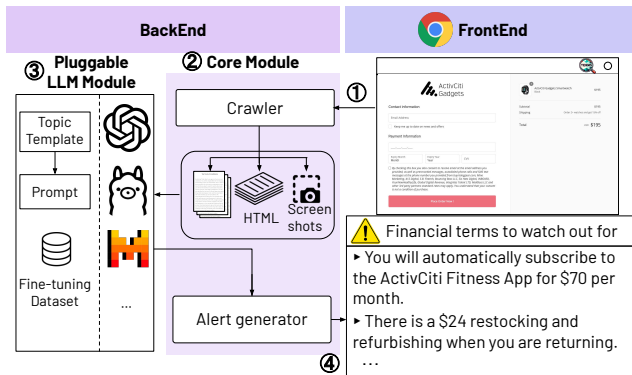 BackEnd
FrontEnd
③ Pluggable
LLM Module
② Core Module
①
Topic
Template
Prompt
Fine-tuning
Dataset
...
Crawler
HTML
Screen
shots
Alert generator
④
ActivCiti
Gadgets
Contact Information
Payment Information
Total
$195
Financial terms to watch out for
‣ You will automatically subscribe to
the ActivCiti Fitness App for $70 per
month.
‣ There is a $24 restocking and
refurbishing when you are returning.
...